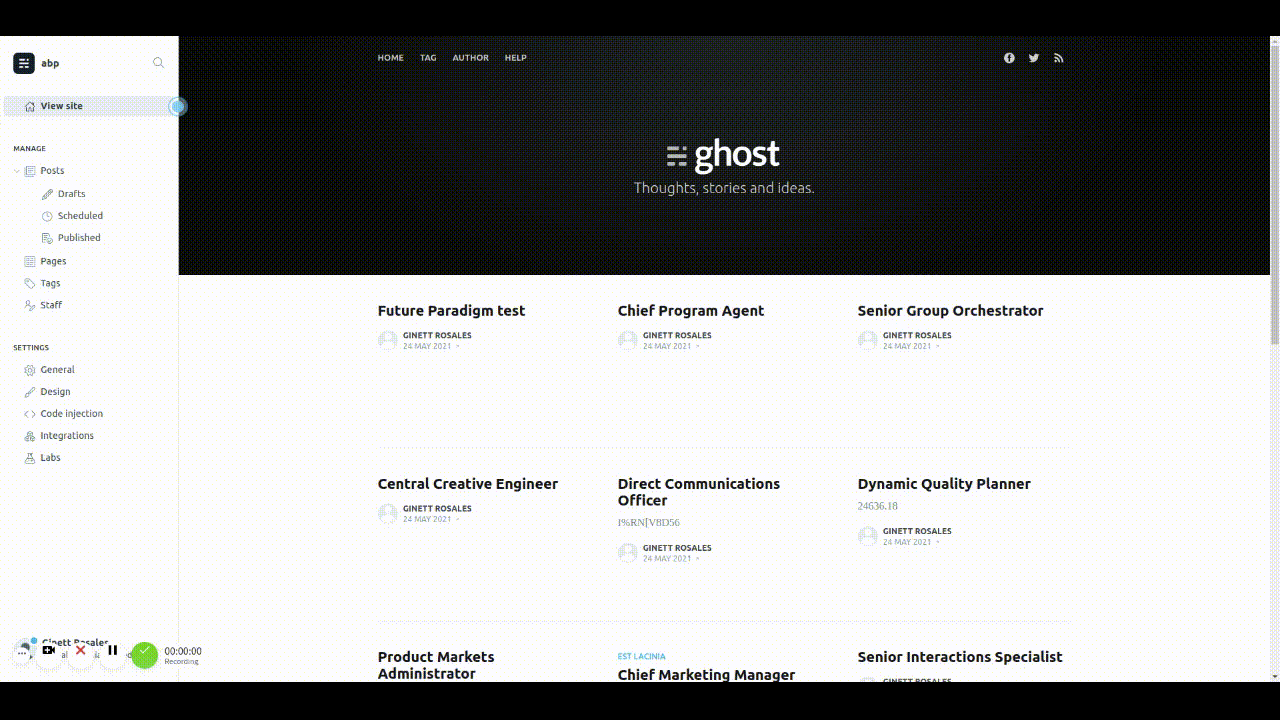 abp
View site
MANAGE
Posts
Drafts
Scheduled
Published
Pages
Tags
Staff
SETTINGS
General
Design
Code injection
Integrations
Labs
Ginett Rosales
00:00:00
Recording
HOME TAG AUTHOR HELP
ghost
Thoughts, stories and ideas.
Future Paradigm test
GINETT ROSALES
24 MAY 2021 •
Chief Program Agent
GINETT ROSALES
24 MAY 2021 •
Senior Group Orchestrator
GINETT ROSALES
24 MAY 2021 •
Central Creative Engineer
GINETT ROSALES
24 MAY 2021 •
Direct Communications
Officer
GINETT ROSALES
24 MAY 2021 •
Dynamic Quality Planner
24636.18
GINETT ROSALES
24 MAY 2021 •
Product Markets
Administrator
EST LACINIA
Chief Marketing Manager
Senior Interactions Specialist
GINETT ROSALES